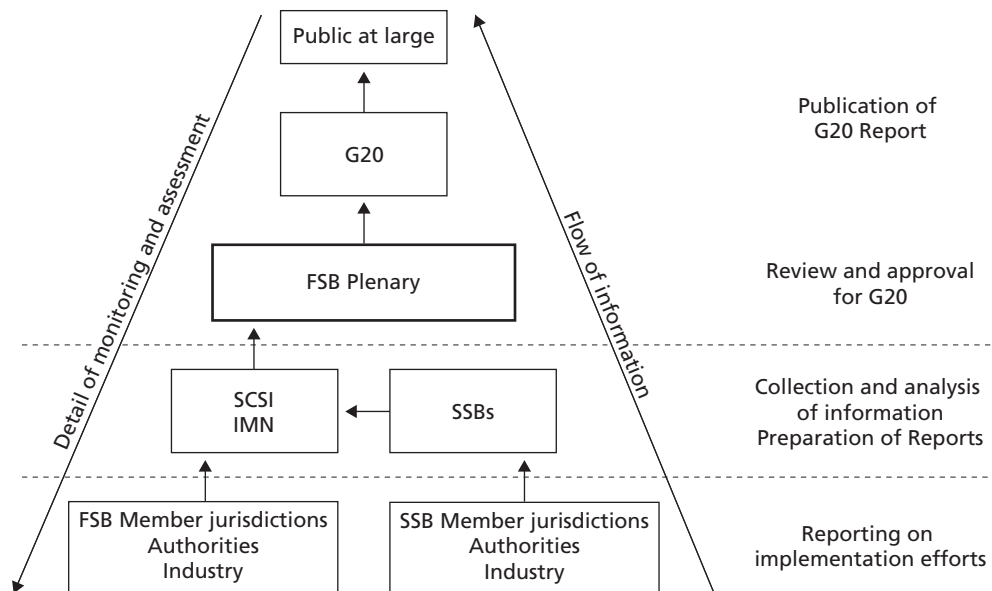 Public at large
Publication of
G20 Report
G20
Detail of monitoring and assessment
Flow of information
FSB Plenary
Review and approval
for G20
SCSI
IMN
SSBs
Collection and analysis
of information
Preparation of Reports
FSB Member jurisdictions
Authorities
Industry
SSB Member jurisdictions
Authorities
Industry
Reporting on
implementation efforts